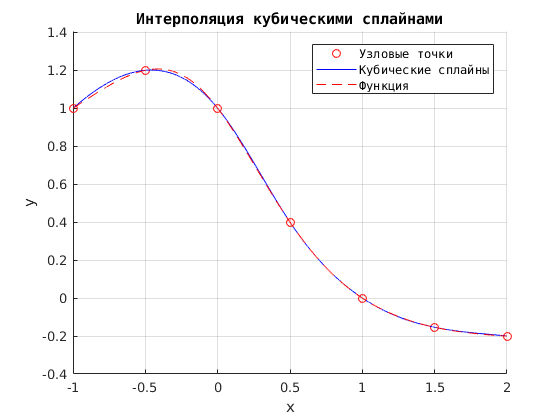 Интерполяция кубическими сплайнами
1.4
1.2
1
0.8
0.6
0.4
0.2
0
-0.2
-0.4
y
Узловые точки
Кубические сплайны
Функция
-1
-0.5
0
0.5
1
1.5
2
x